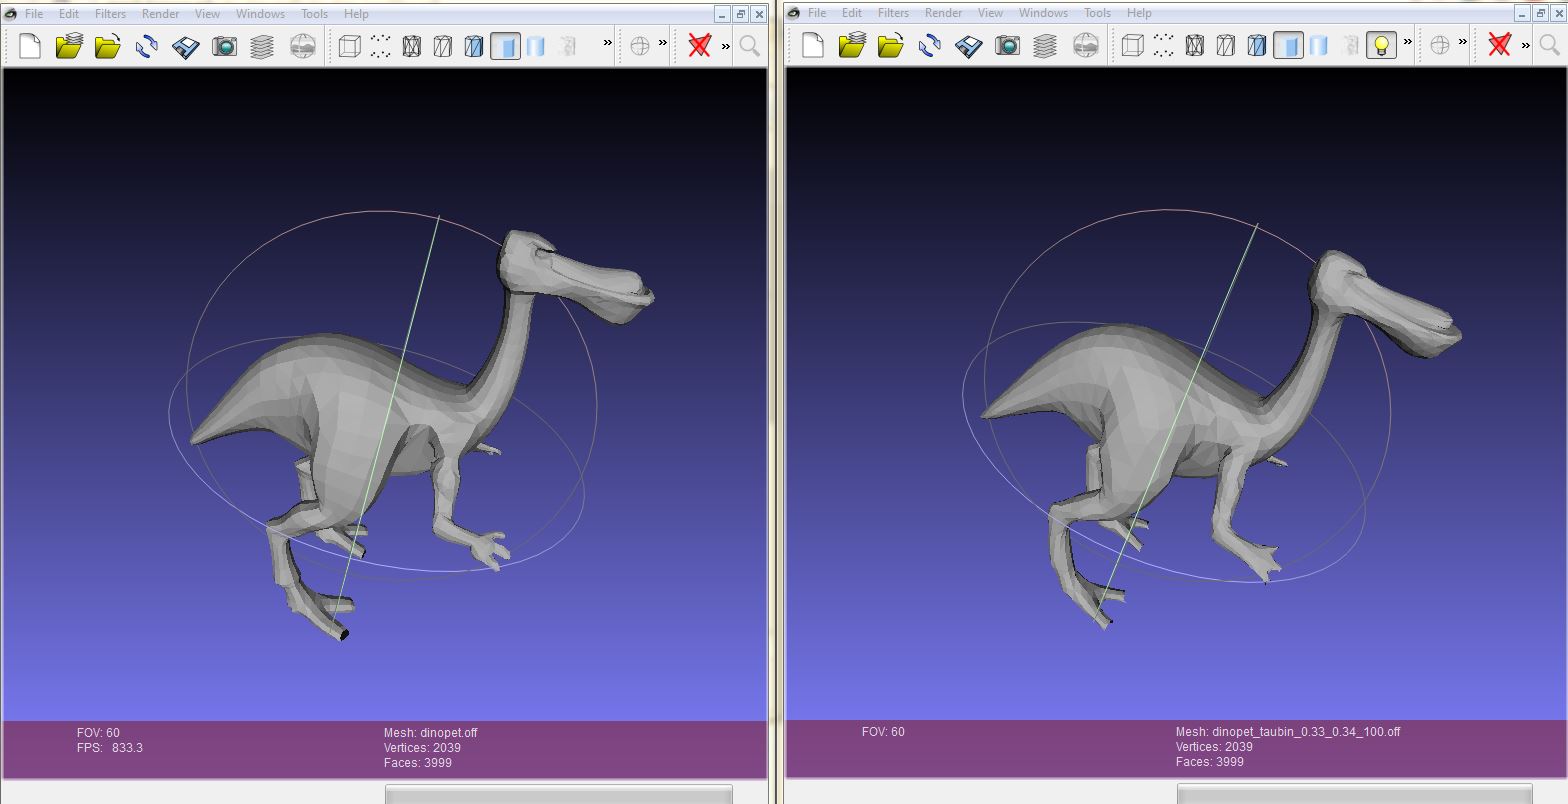 File Edit Filters Render View Windows Tools Help
FOV: 60
FPS: 833.3
Mesh: dinopet.off
Vertices: 2039
Faces: 3999
File Edit Filters Render View Windows Tools Help
FOV: 60
Mesh: dinopet_taubin_0.33_0.34_100.off
Vertices: 2039
Faces: 3999